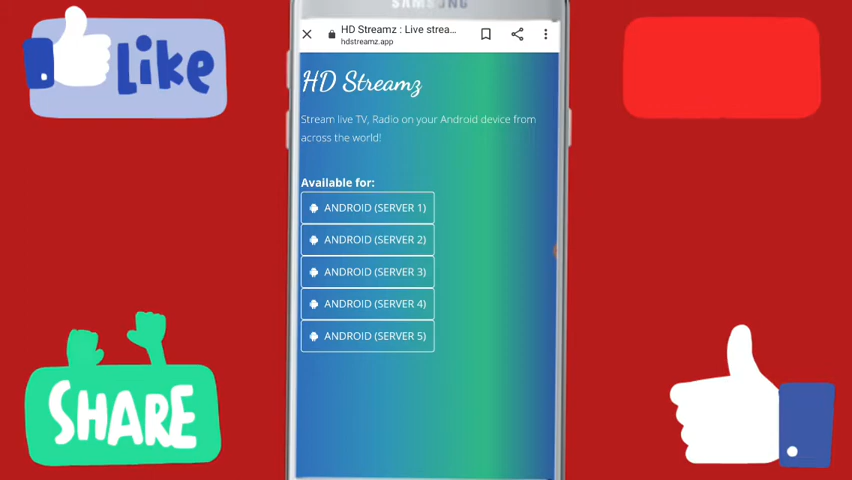 SAMSUNG
Like
HD Streamz : Live strea...
hdstreamz.app
HD Streamz
Stream live TV, Radio on your Android device from
across the world!
Available for:
ANDROID (SERVER 1)
ANDROID (SERVER 2)
ANDROID (SERVER 3)
ANDROID (SERVER 4)
ANDROID (SERVER 5)
SHARE